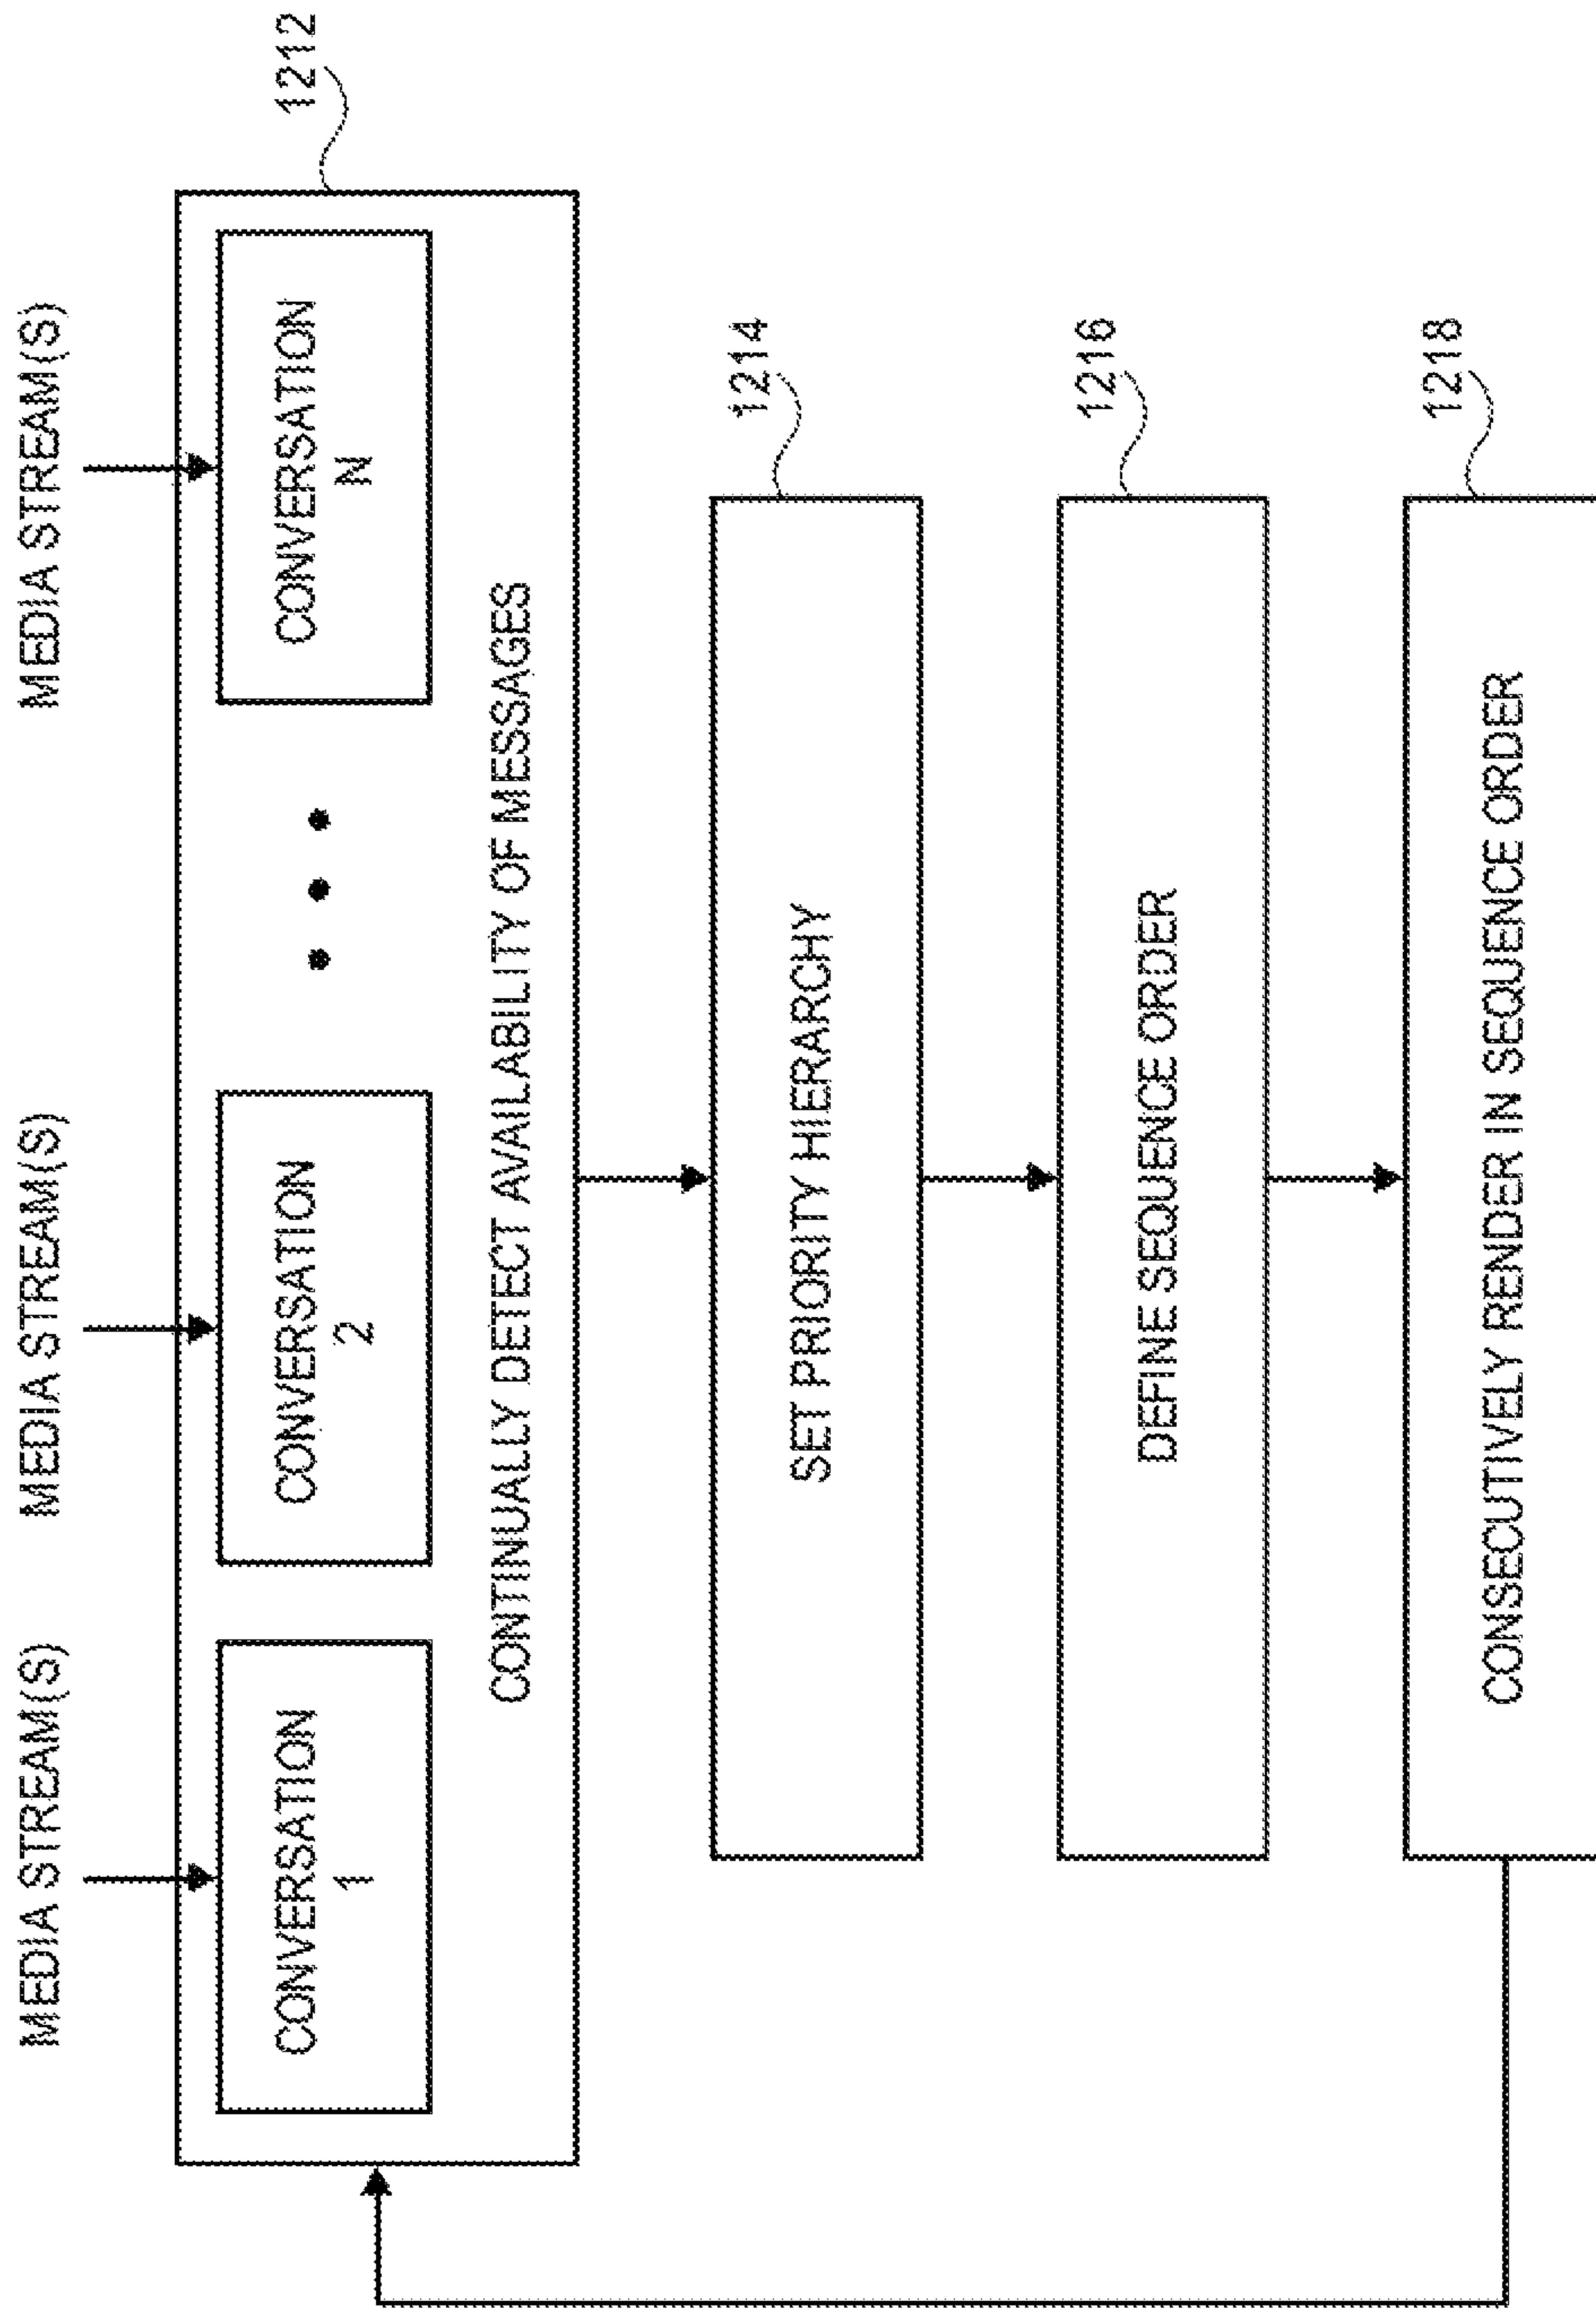 MEDIA STREAM(S)
MEDIA STREAM(S)
MEDIA STREAM(S)
CONVERSATION
1
CONVERSATION
2
• • •
CONVERSATION
N
1212
CONTINUALLY DETECT AVAILABILITY OF MESSAGES
1214
SET PRIORITY HIERARCHY
1216
DEFINE SEQUENCE ORDER
1218
CONSECUTIVELY RENDER IN SEQUENCE ORDER